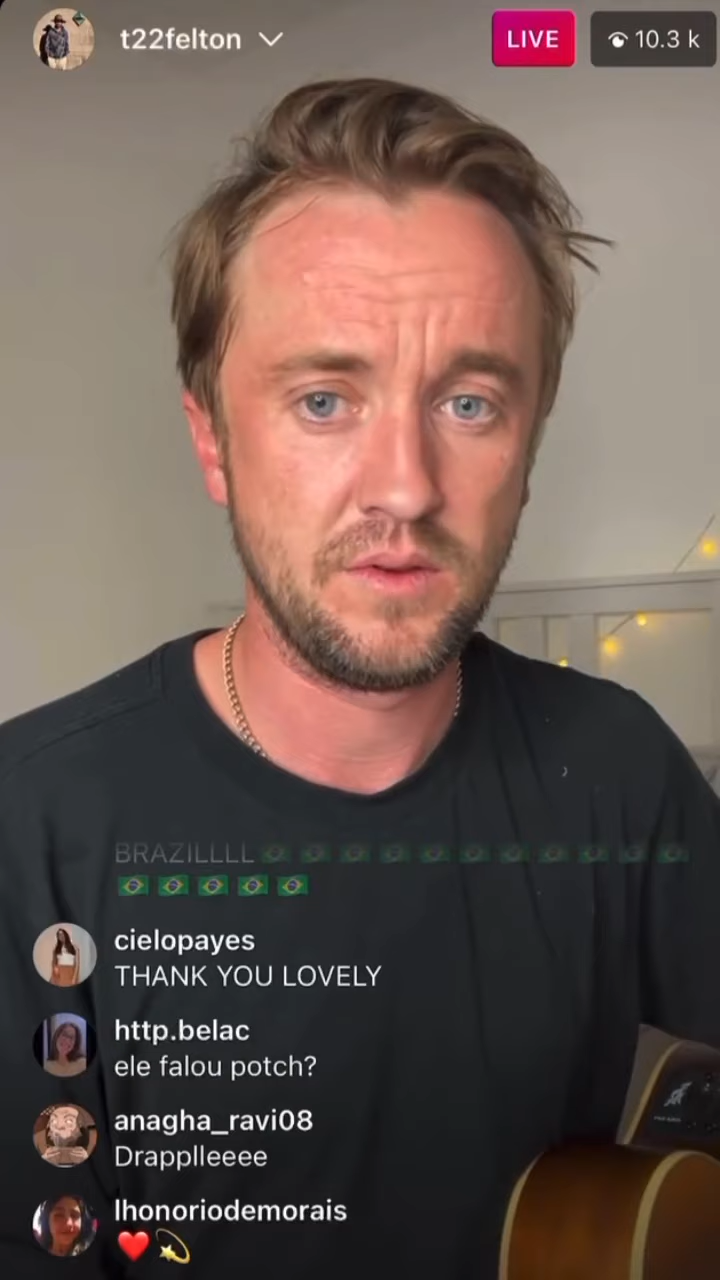 t22felton
LIVE
10.3 k
BRAZILLLL 🇧🇷 🇧🇷 🇧🇷 🇧🇷 🇧🇷 🇧🇷 🇧🇷 🇧🇷 🇧🇷 🇧🇷 🇧🇷
🇧🇷 🇧🇷 🇧🇷 🇧🇷 🇧🇷
cielopayes
THANK YOU LOVELY
http.belac
ele falou potch?
anagha_ravi08
Drapplleeee
lhonoriodemorais
❤️💫